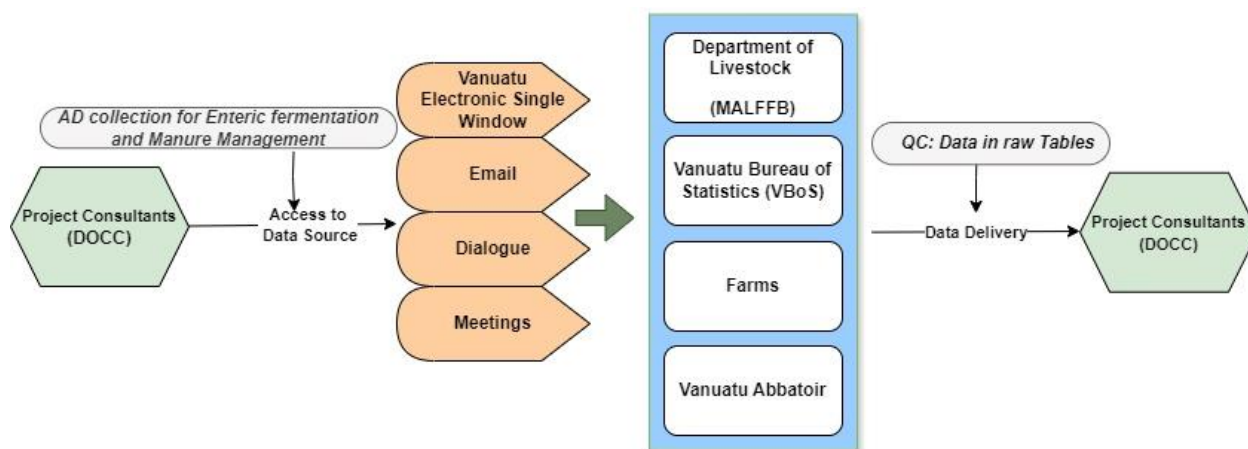 AD collection for Enteric fermentation
and Manure Management
Project Consultants
(DOCC)
Access to
Data Source
Vanuatu
Electronic Single
Window
Email
Dialogue
Meetings
Department of
Livestock
(MALFFB)
Vanuatu Bureau of
Statistics (VBoS)
Farms
Vanuatu Abbatoir
QC: Data in raw Tables
Data Delivery
Project Consultants
(DOCC)